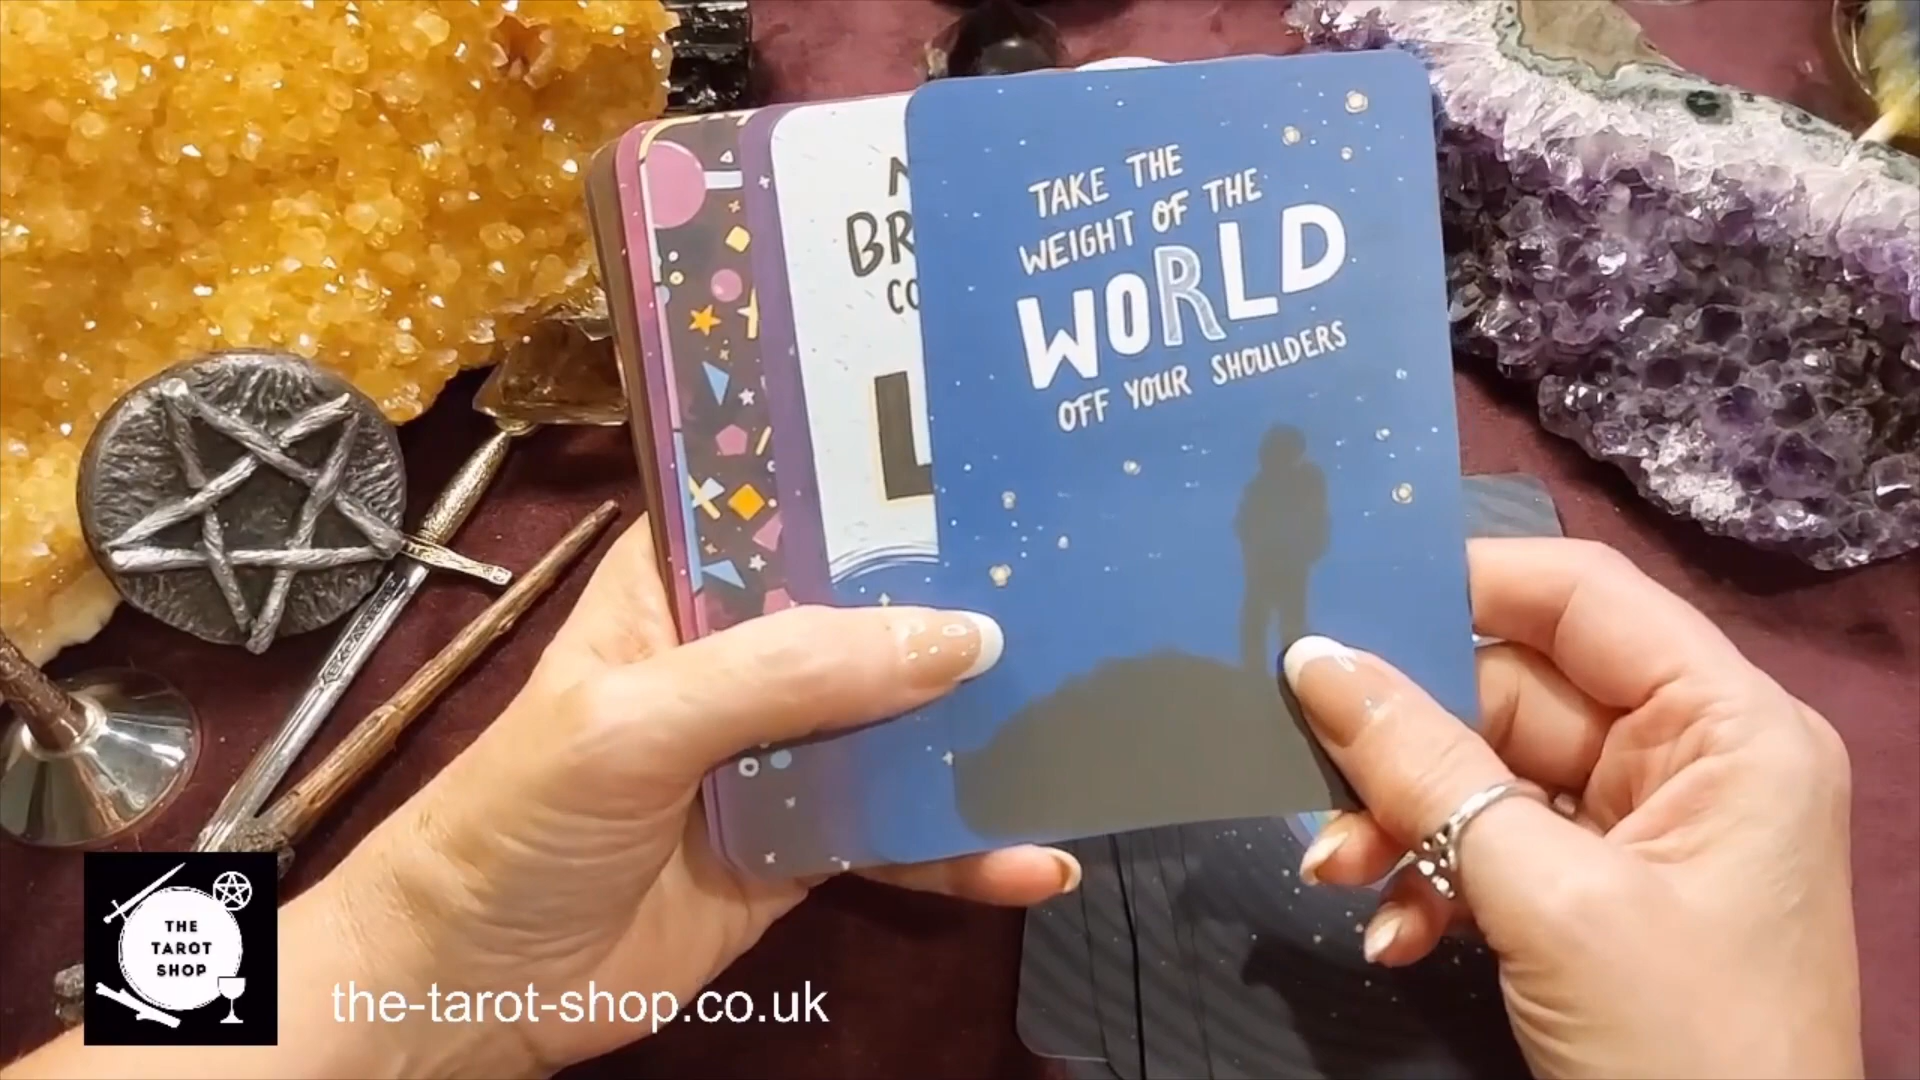 TAKE THE
WEIGHT OF THE
WORLD
OFF YOUR SHOULDERS
THE
TAROT
SHOP
the-tarot-shop.co.uk